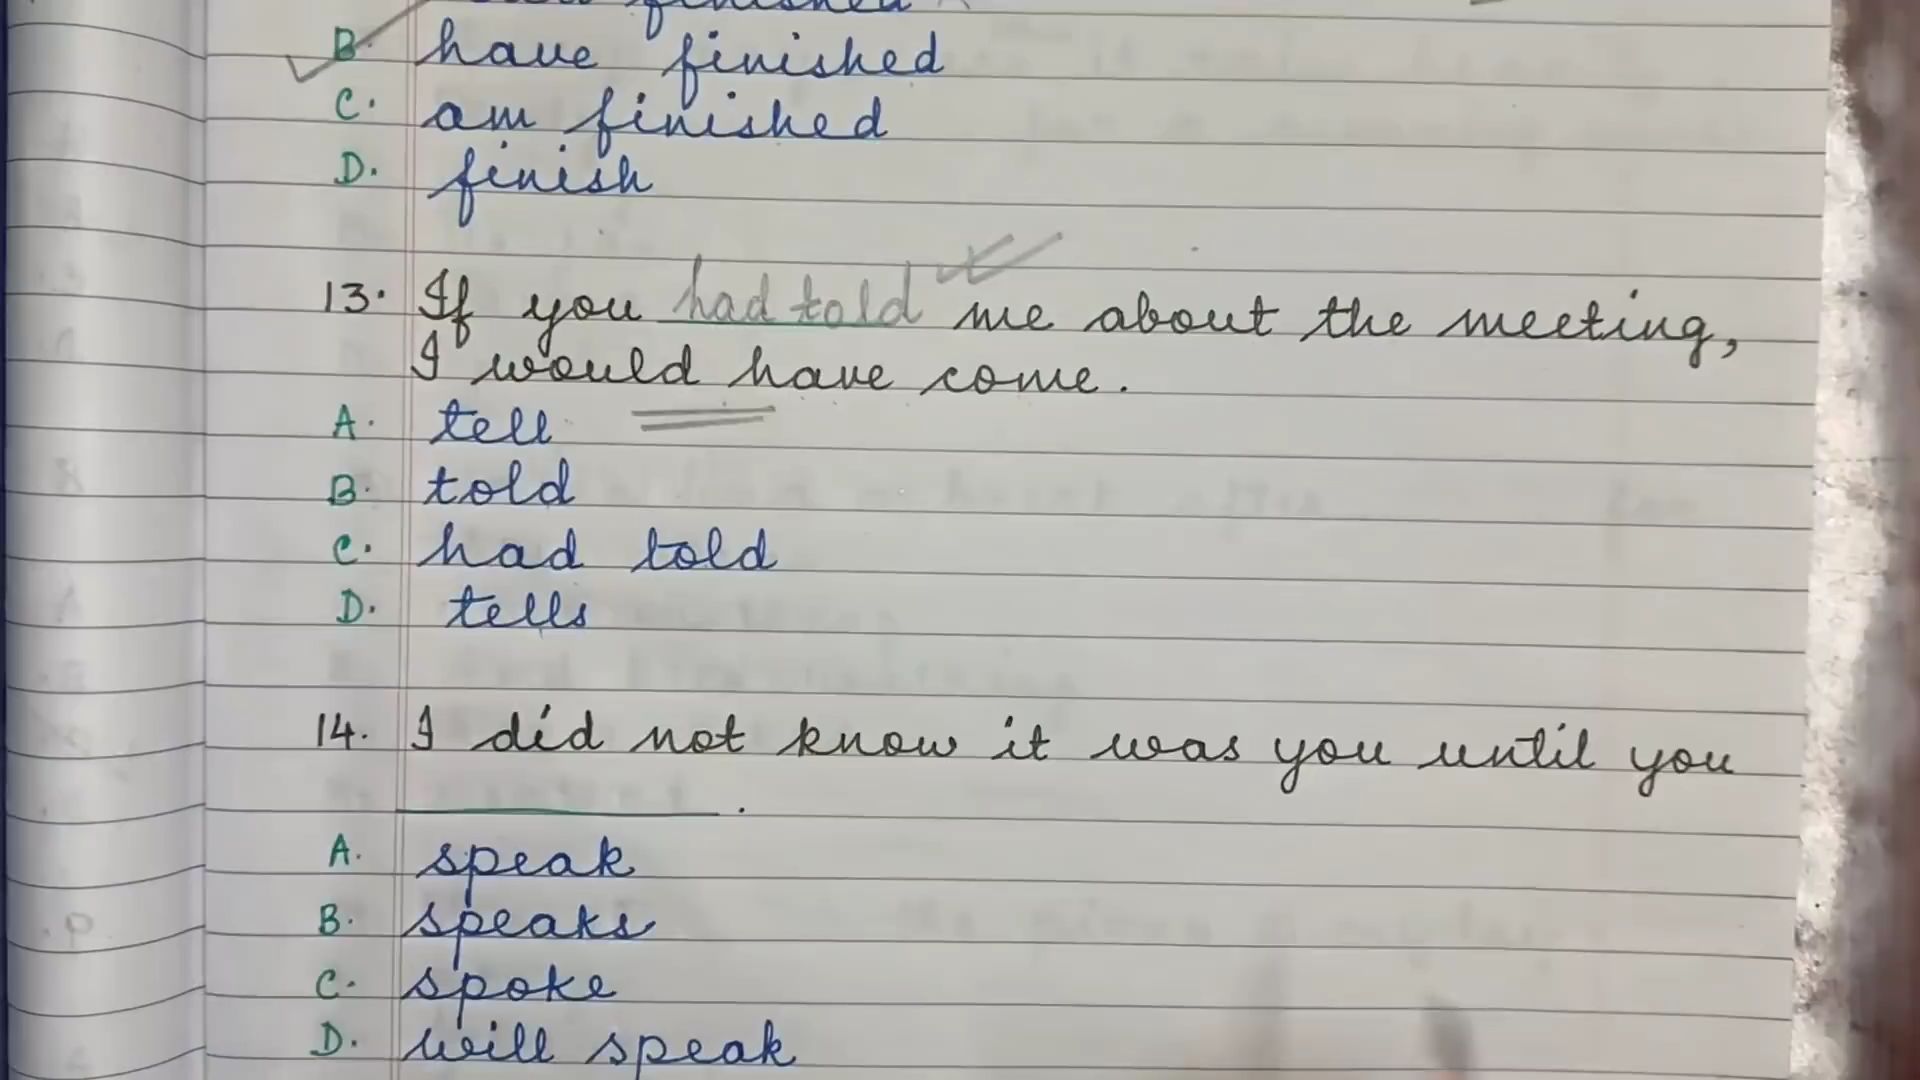 finished
B. have finished
C. am finished
D. finish
13. If you had told me about the meeting,
I would have come.
A. tell
B. told
C. had told
D. tells
14. I did not know it was you until you
.
A. speak
B. speaks
C. spoke
D. will speak